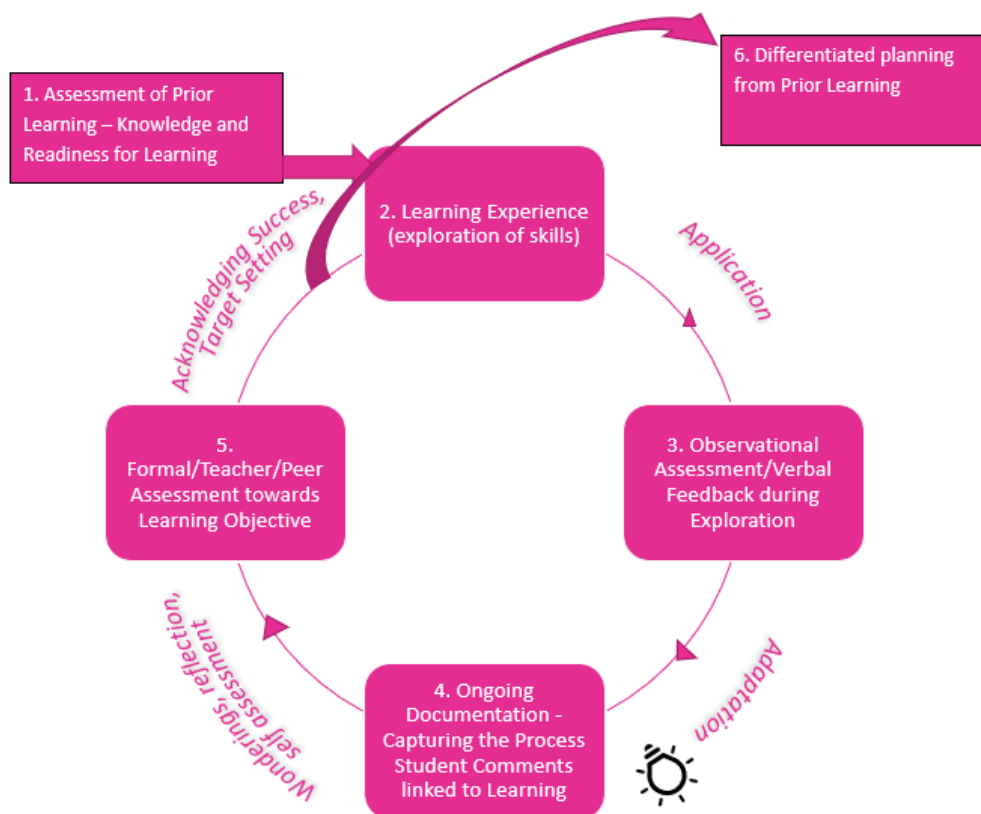 1. Assessment of Prior
Learning – Knowledge and
Readiness for Learning
6. Differentiated planning
from Prior Learning
2. Learning Experience
(exploration of skills)
Application
3. Observational
Assessment/Verbal
Feedback during
Exploration
Adaptation
4. Ongoing
Documentation -
Capturing the Process
Student Comments
linked to Learning
Wonderings, reflection,
self assessment
5.
Formal/Teacher/Peer
Assessment towards
Learning Objective
Acknowledging Success,
Target Setting